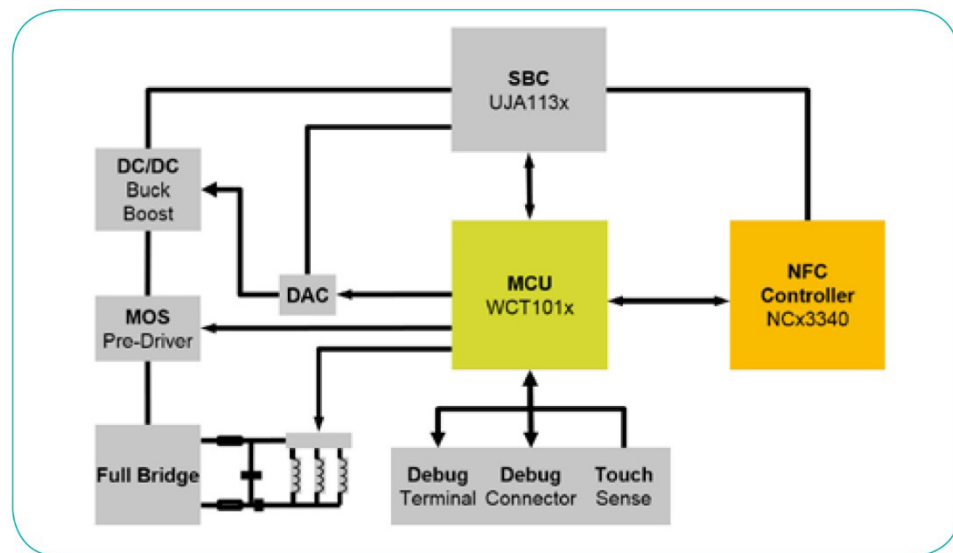 SBC
UJA113x
DC/DC
Buck
Boost
MCU
WCT101x
NFC
Controller
NCx3340
DAC
MOS
Pre-Driver
Full Bridge
Debug
Terminal
Debug
Connector
Touch
Sense